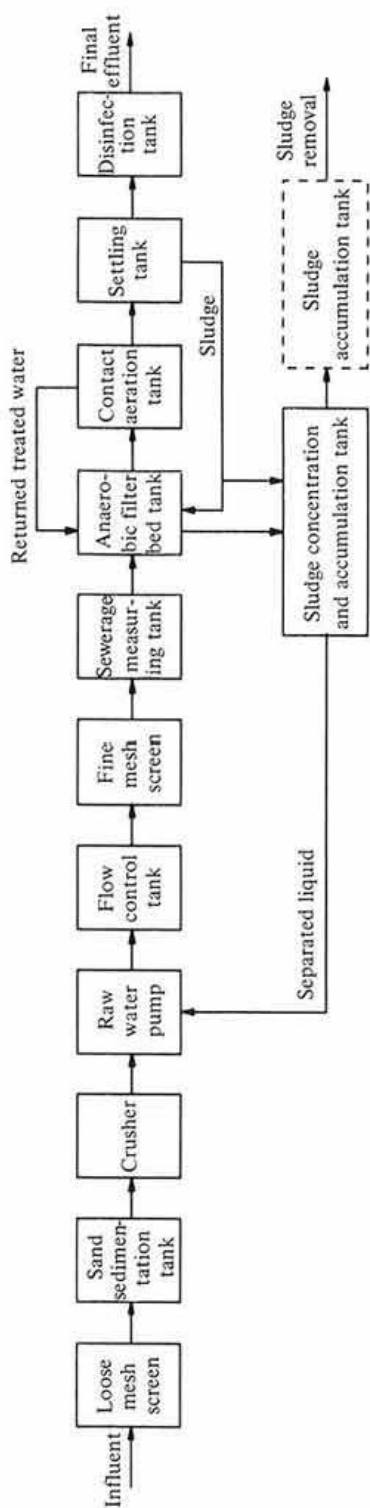 Influent
Loose
mesh
screen
Sand
sedimen-
tation
tank
Crusher
Raw
water
pump
Flow
control
tank
Fine
mesh
screen
Sewerage
measur-
ing tank
Anaero-
bic filter
bed tank
Contact
aeration
tank
Settling
tank
Disinfec-
tion
tank
Final
effluent
Returned treated water
Sludge
Separated liquid
Sludge concentration
and accumulation tank
Sludge
accumulation tank
Sludge
removal